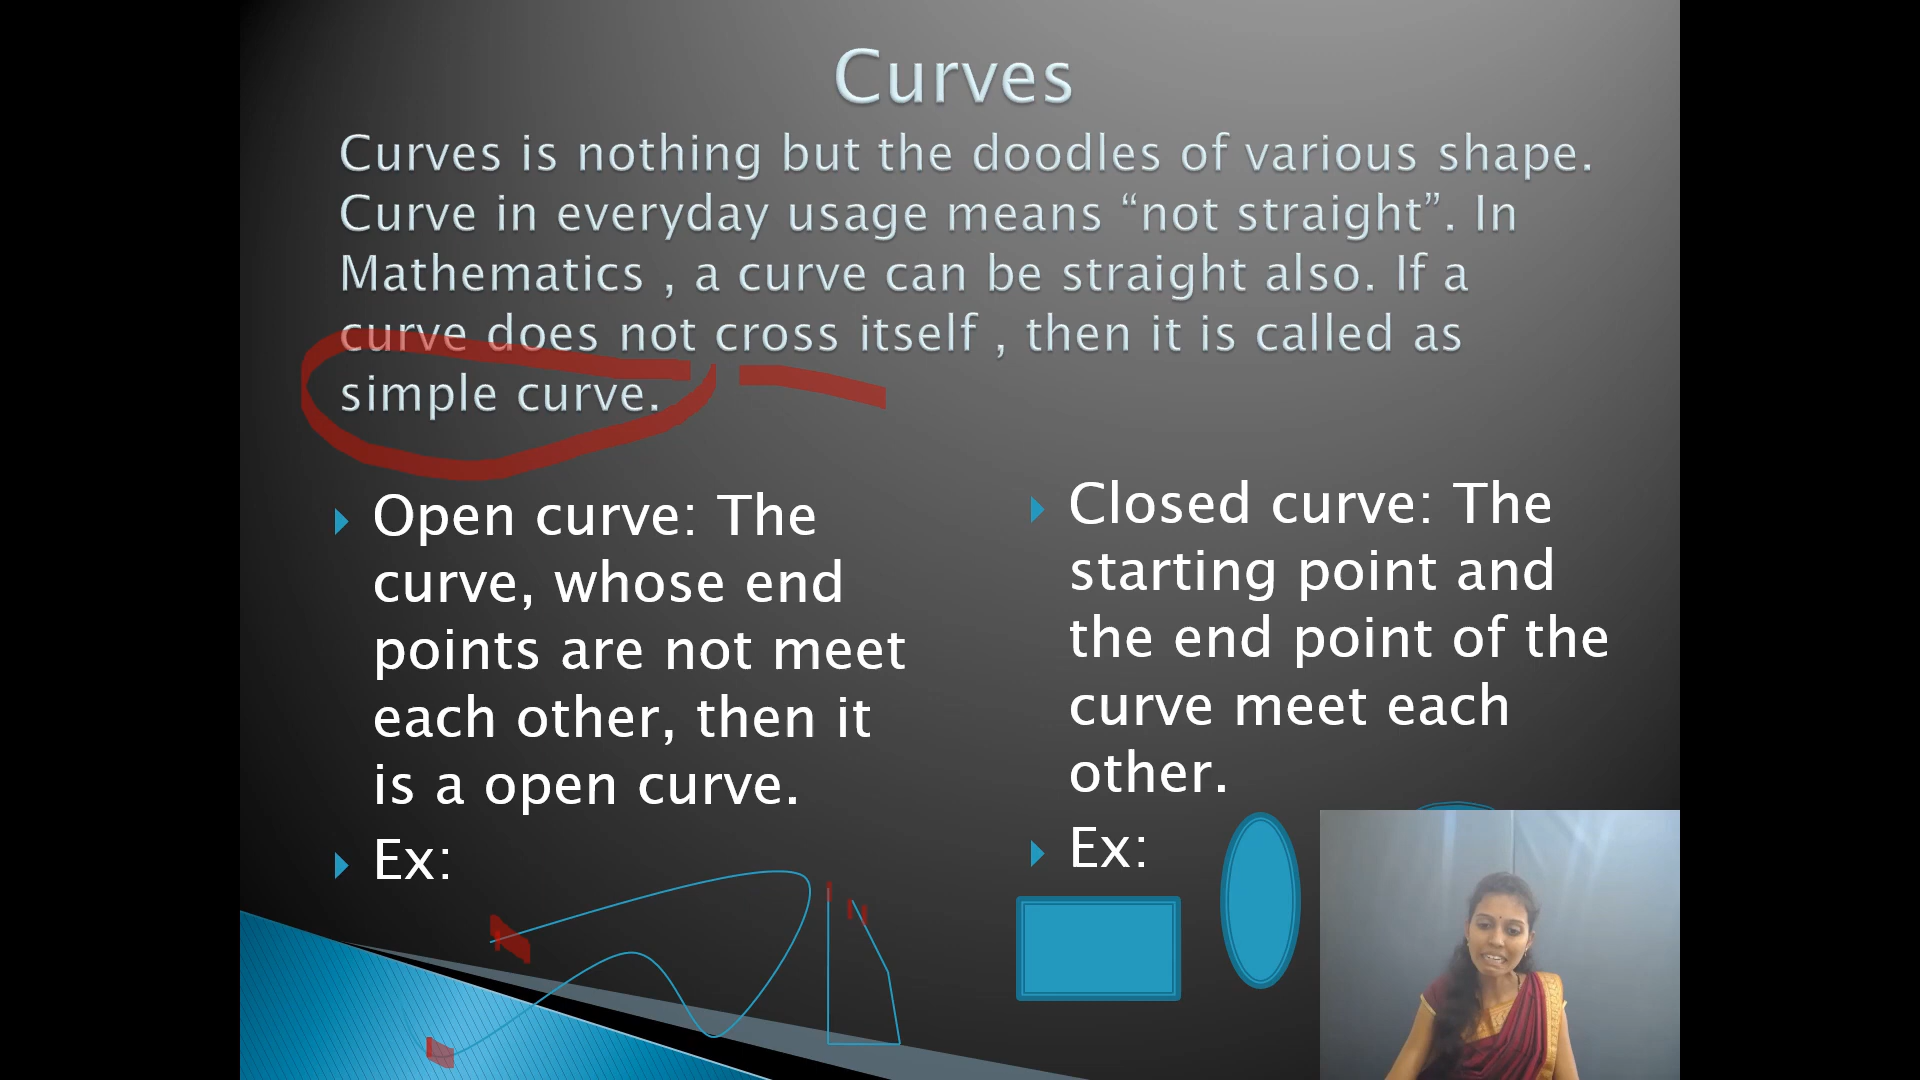 Curves
Curves is nothing but the doodles of various shape.
Curve in everyday usage means “not straight”. In
Mathematics , a curve can be straight also. If a
curve does not cross itself , then it is called as
simple curve.
Open curve: The
curve, whose end
points are not meet
each other, then it
is a open curve.
Ex:
Closed curve: The
starting point and
the end point of the
curve meet each
other.
Ex: